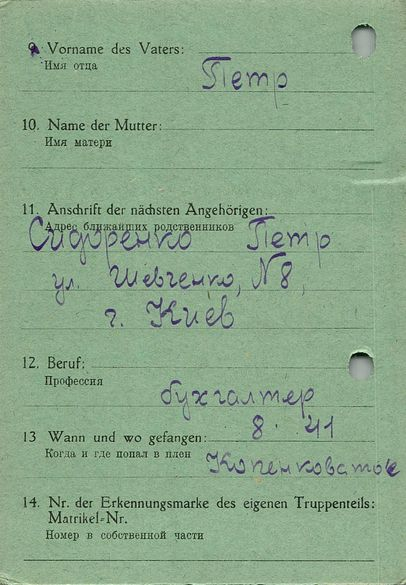 9. Vorname des Vaters:
Имя отца
Петр
10. Name der Mutter:
Имя матери
11. Anschrift der nächsten Angehörigen:
Адрес ближайших родственников
Сидоренко Петр
ул. Шевченко, N 8,
г. Киев
12. Beruf:
Профессия
бухгалтер
13 Wann und wo gefangen: 8. 41
Когда и где попал в плен
Копенковатое
14. Nr. der Erkennungsmarke des eigenen Truppenteils:
Matrikel-Nr.
Номер в собственной части